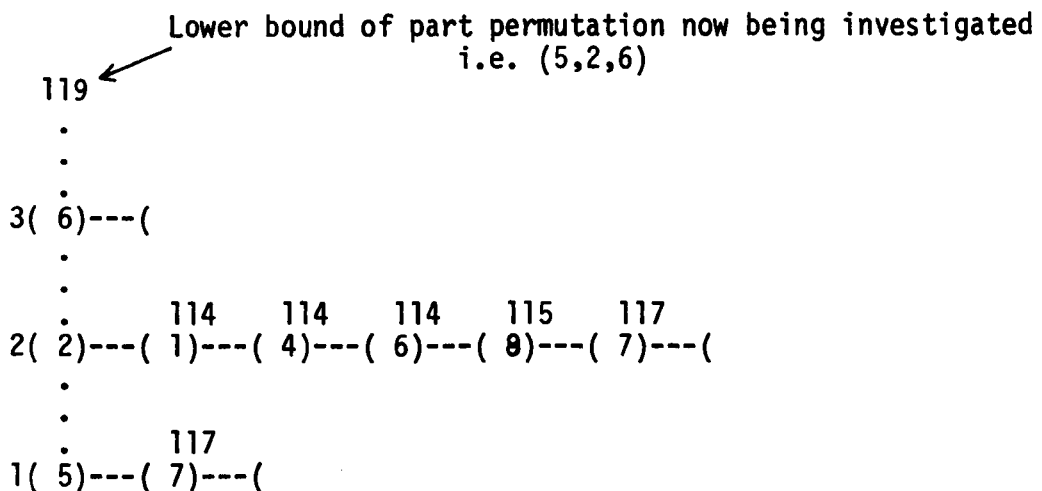 Lower bound of part permutation now being investigated
i.e. (5,2,6)
119
.
.
.
3( 6)---(
.
.
.
114 114 114 115 117
2( 2)---( 1)---( 4)---( 6)---( 8)---( 7)---(
.
.
.
117
1( 5)---( 7)---(